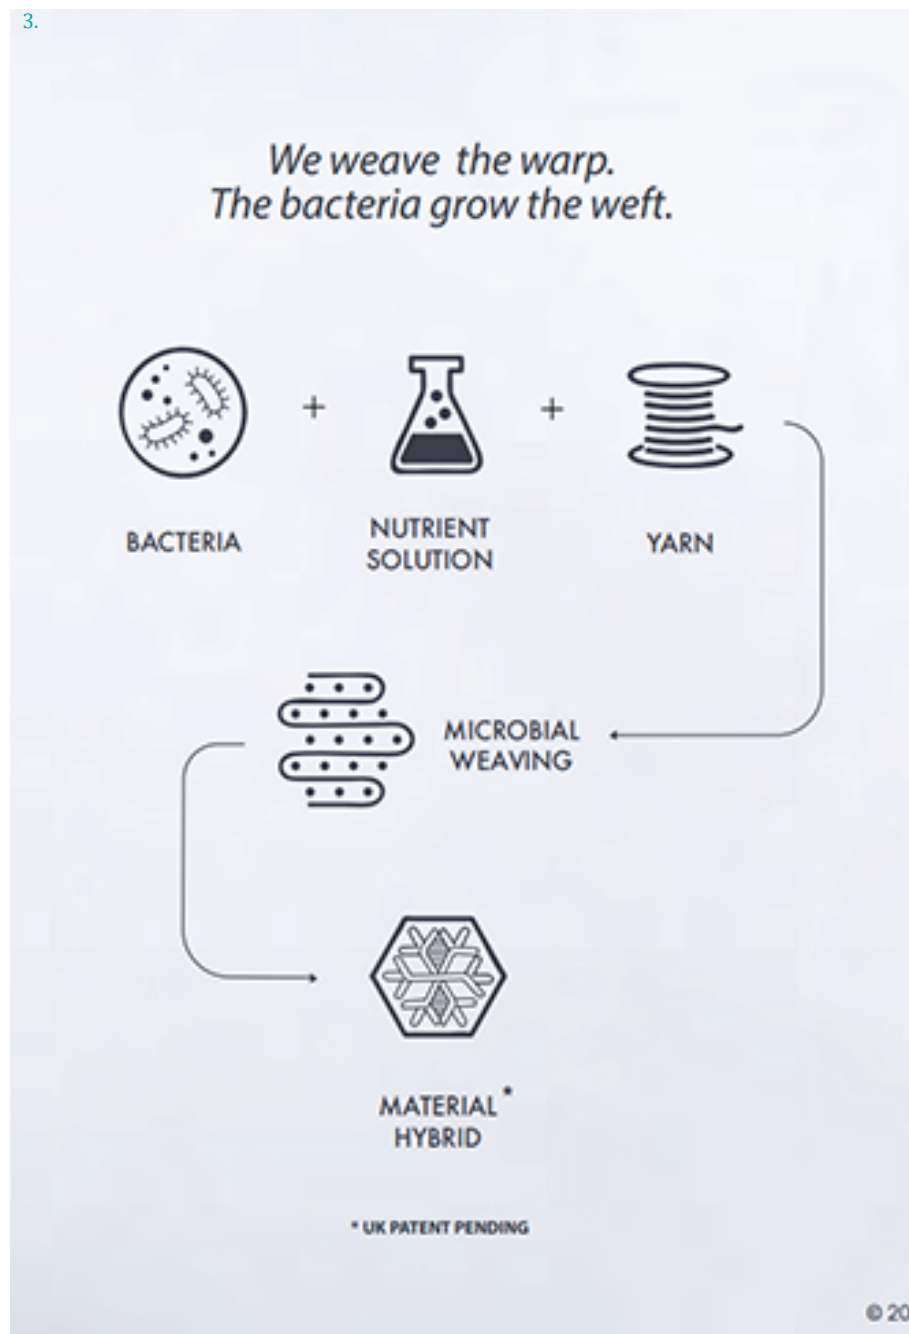 3.
We weave the warp.
The bacteria grow the weft.
+
+
BACTERIA
NUTRIENT
SOLUTION
YARN
MICROBIAL
WEAVING
MATERIAL*
HYBRID
* UK PATENT PENDING
© 20